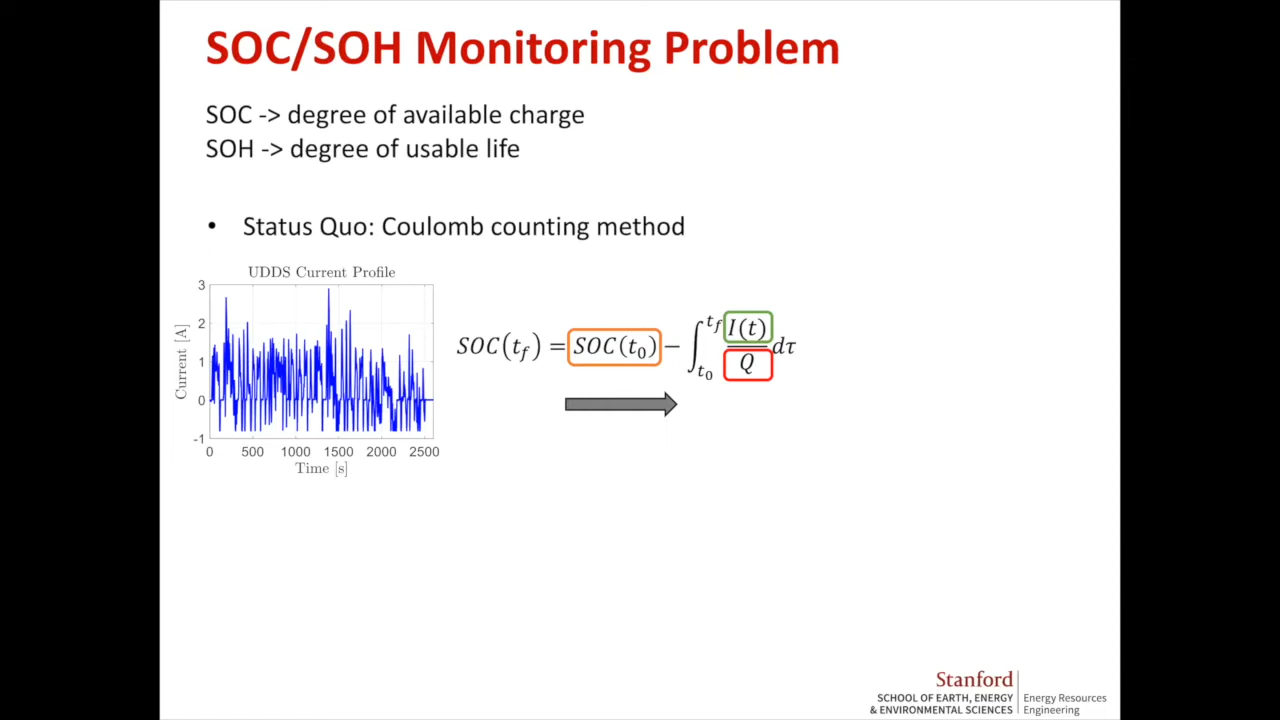 SOC/SOH Monitoring Problem
SOC -> degree of available charge
SOH -> degree of usable life
• Status Quo: Coulomb counting method
UDDS Current Profile
3
2
1
0
-1
Current [A]
0 500 1000 1500 2000 2500
Time [s]
SOC(t_f) = SOC(t_0) − ∫_{t_0}^{t_f} I(t)/Q dτ
Stanford
SCHOOL OF EARTH, ENERGY
& ENVIRONMENTAL SCIENCES
Energy Resources
Engineering